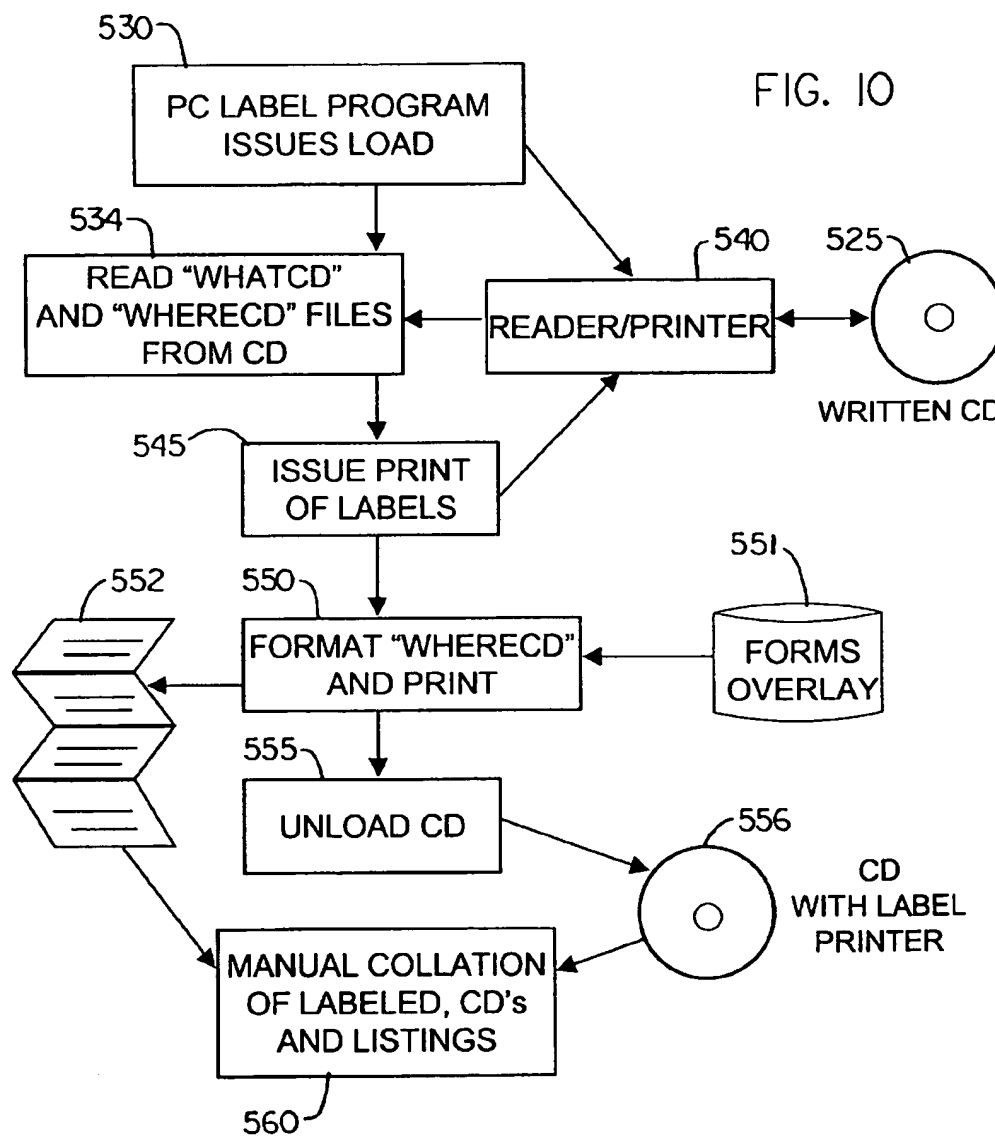 530
FIG. 10
PC LABEL PROGRAM
ISSUES LOAD
534
540
525
READ "WHATCD"
AND "WHERECD" FILES
FROM CD
READER/PRINTER
WRITTEN CD
545
ISSUE PRINT
OF LABELS
552
550
551
FORMAT "WHERECD"
AND PRINT
FORMS
OVERLAY
555
UNLOAD CD
556
CD
WITH LABEL
PRINTER
MANUAL COLLATION
OF LABELED, CD's
AND LISTINGS
560